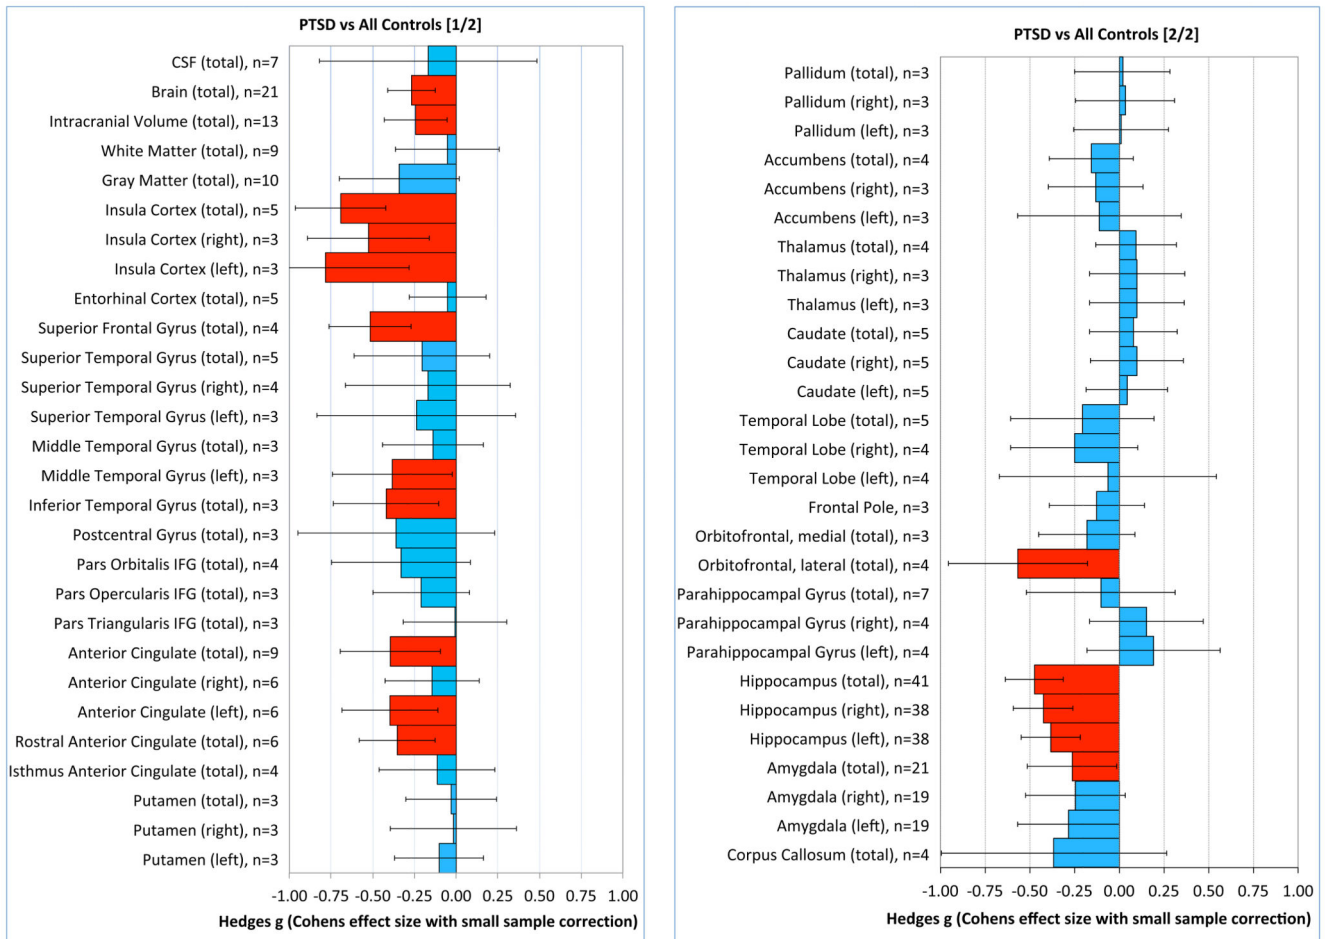 PTSD vs All Controls [1/2]
CSF (total), n=7
Brain (total), n=21
Intracranial Volume (total), n=13
White Matter (total), n=9
Gray Matter (total), n=10
Insula Cortex (total), n=5
Insula Cortex (right), n=3
Insula Cortex (left), n=3
Entorhinal Cortex (total), n=5
Superior Frontal Gyrus (total), n=4
Superior Temporal Gyrus (total), n=5
Superior Temporal Gyrus (right), n=4
Superior Temporal Gyrus (left), n=3
Middle Temporal Gyrus (total), n=3
Middle Temporal Gyrus (left), n=3
Inferior Temporal Gyrus (total), n=3
Postcentral Gyrus (total), n=3
Pars Orbitalis IFG (total), n=4
Pars Opercularis IFG (total), n=3
Pars Triangularis IFG (total), n=3
Anterior Cingulate (total), n=9
Anterior Cingulate (right), n=6
Anterior Cingulate (left), n=6
Rostral Anterior Cingulate (total), n=6
Isthmus Anterior Cingulate (total), n=4
Putamen (total), n=3
Putamen (right), n=3
Putamen (left), n=3
-1.00 -0.75 -0.50 -0.25 0.00 0.25 0.50 0.75 1.00
Hedges g (Cohens effect size with small sample correction)
PTSD vs All Controls [2/2]
Pallidum (total), n=3
Pallidum (right), n=3
Pallidum (left), n=3
Accumbens (total), n=4
Accumbens (right), n=3
Accumbens (left), n=3
Thalamus (total), n=4
Thalamus (right), n=3
Thalamus (left), n=3
Caudate (total), n=5
Caudate (right), n=5
Caudate (left), n=5
Temporal Lobe (total), n=5
Temporal Lobe (right), n=4
Temporal Lobe (left), n=4
Frontal Pole, n=3
Orbitofrontal, medial (total), n=3
Orbitofrontal, lateral (total), n=4
Parahippocampal Gyrus (total), n=7
Parahippocampal Gyrus (right), n=4
Parahippocampal Gyrus (left), n=4
Hippocampus (total), n=41
Hippocampus (right), n=38
Hippocampus (left), n=38
Amygdala (total), n=21
Amygdala (right), n=19
Amygdala (left), n=19
Corpus Callosum (total), n=4
-1.00 -0.75 -0.50 -0.25 0.00 0.25 0.50 0.75 1.00
Hedges g (Cohens effect size with small sample correction)